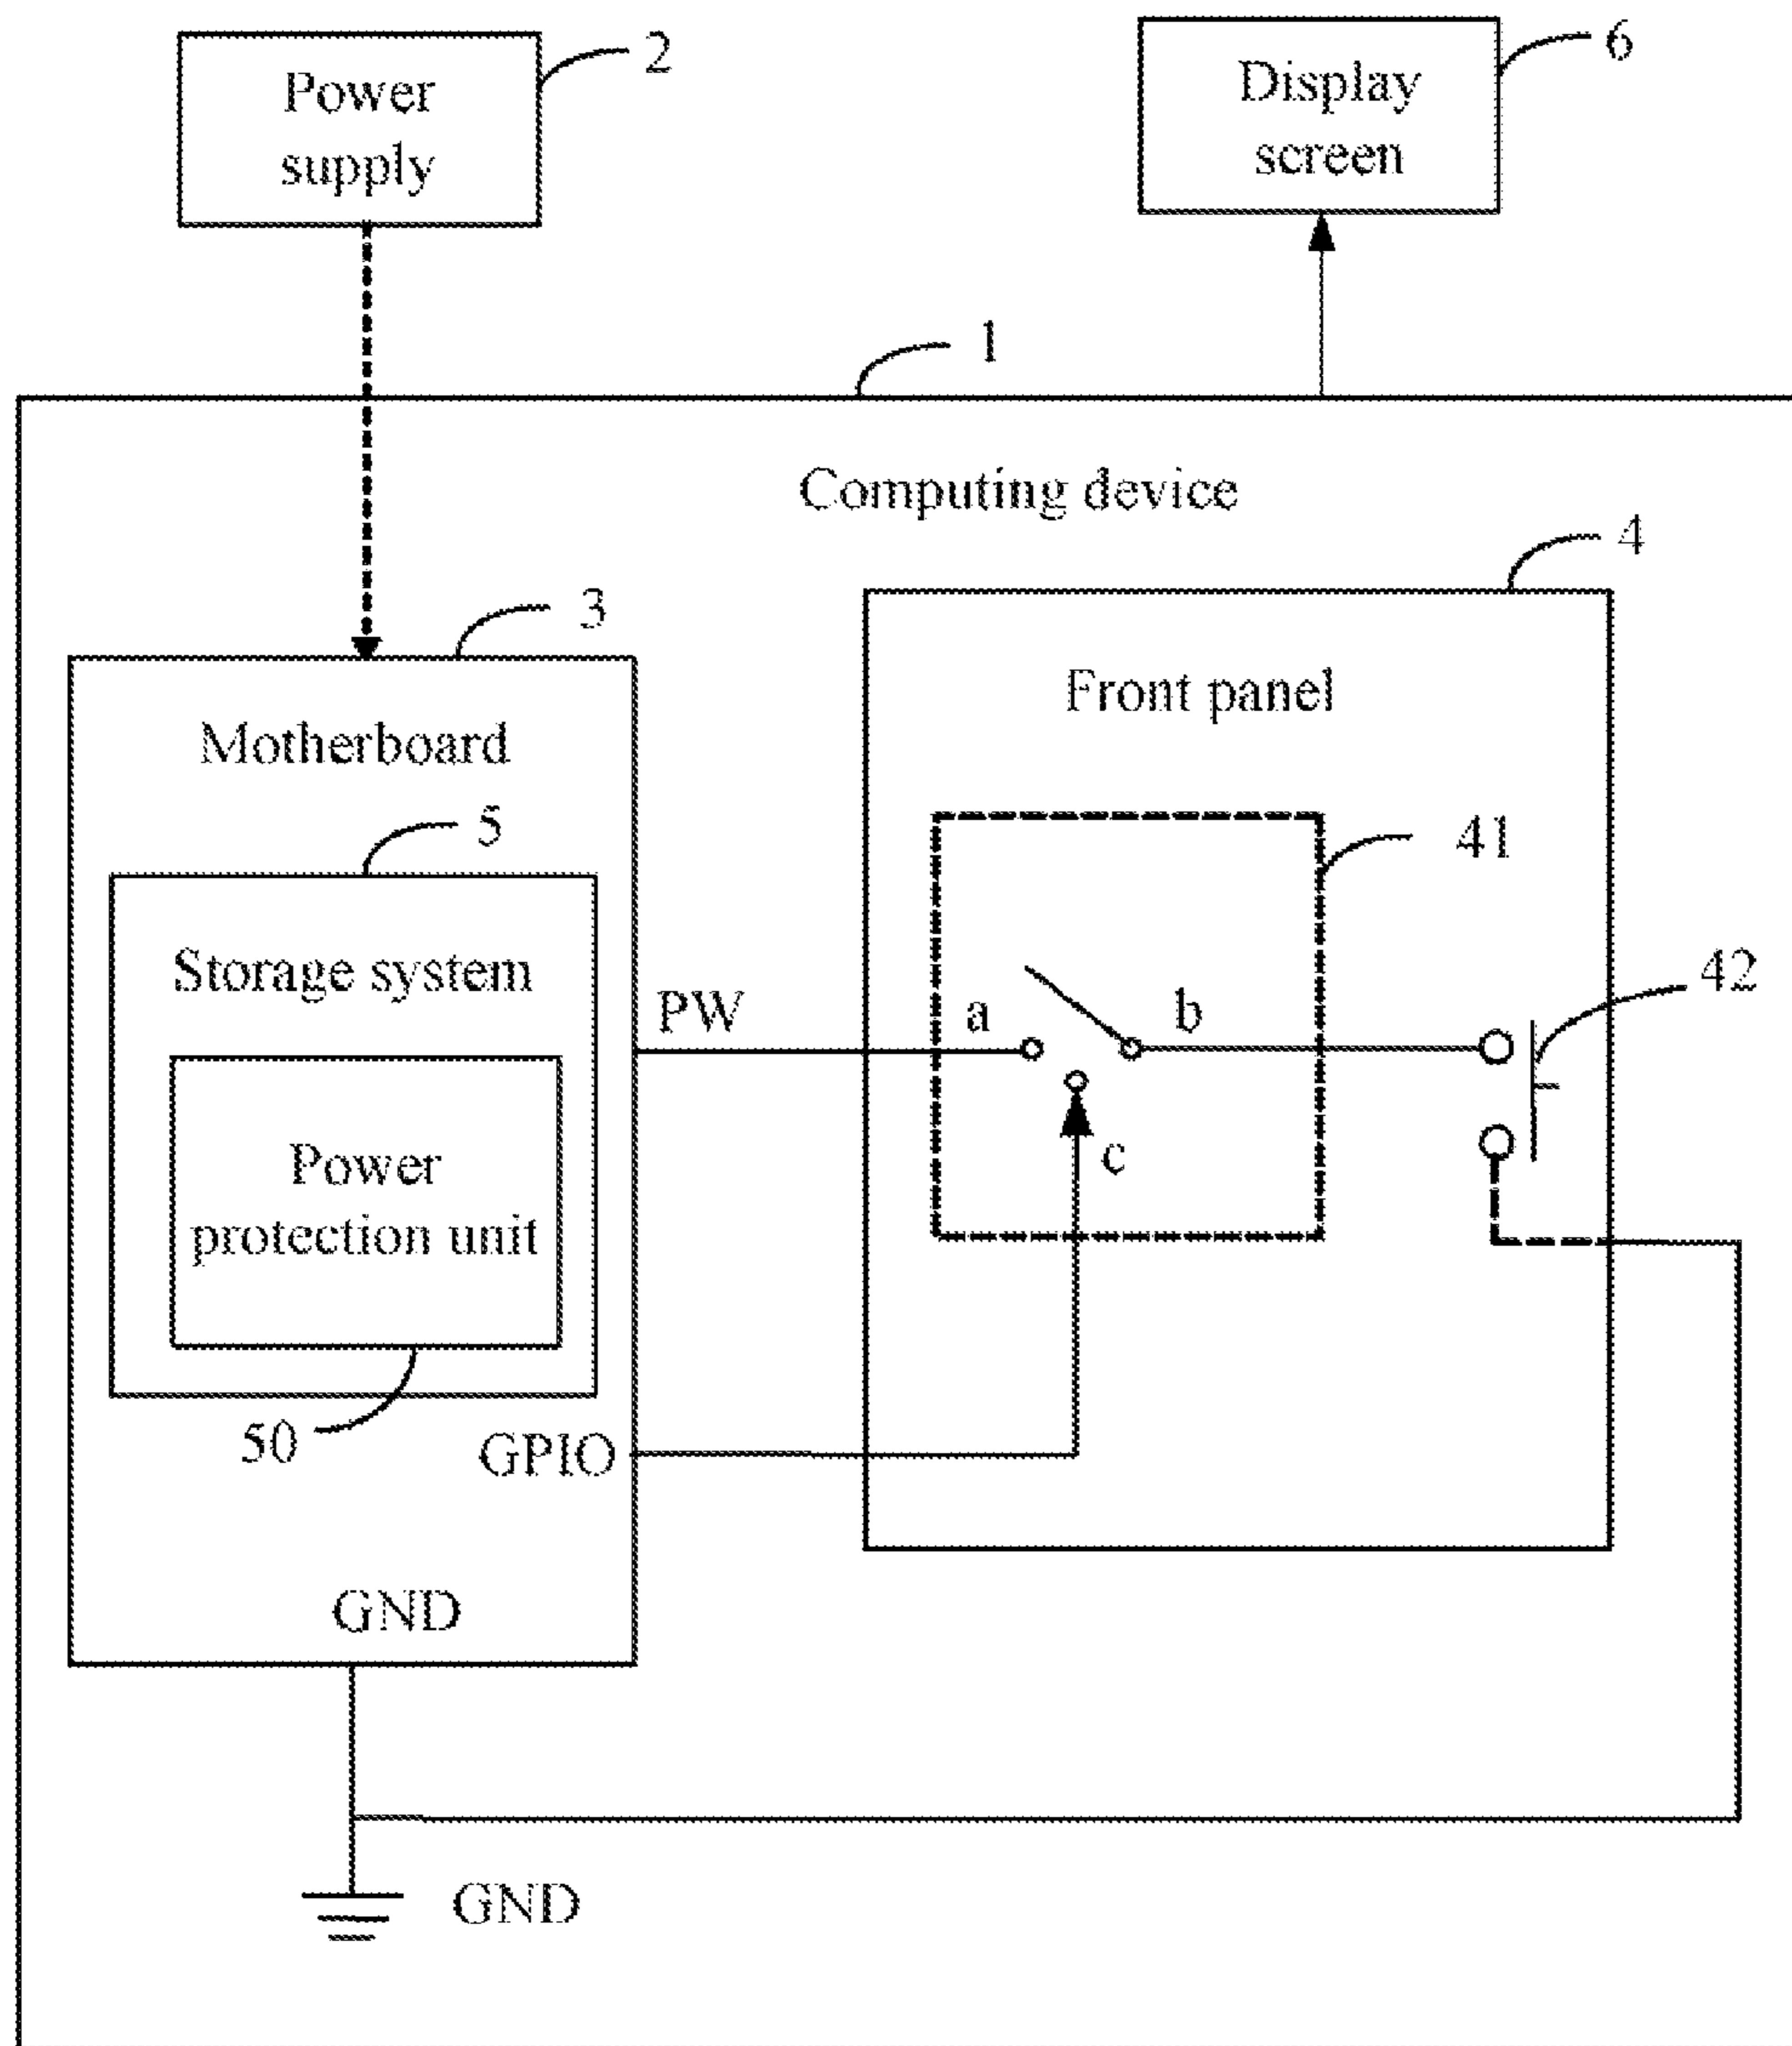 Power
supply
2
Display
screen
6
1
Computing device
4
3
Front panel
Motherboard
5
41
Storage system
42
PW
a
b
c
Power
protection unit
50
GPIO
GND
GND